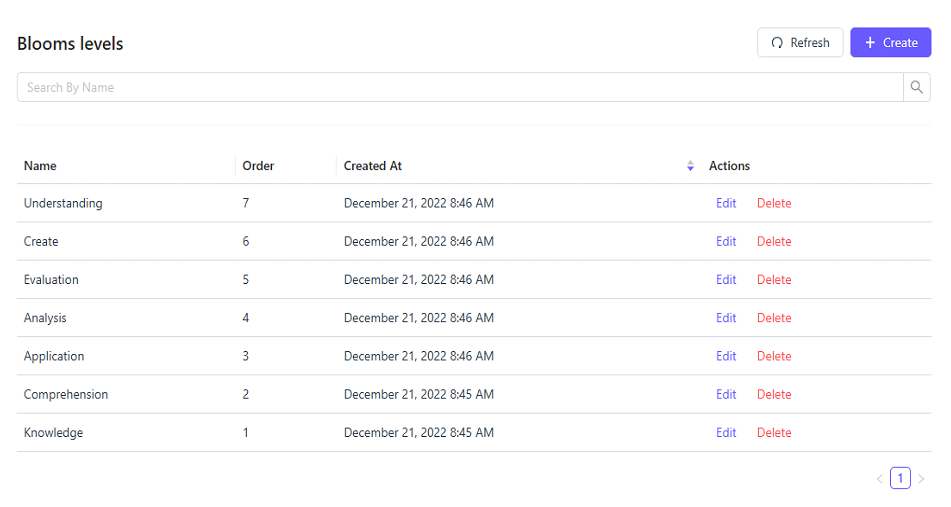 Blooms levels
Refresh
Create
Search By Name
Name Order Created At Actions
Understanding 7 December 21, 2022 8:46 AM Edit Delete
Create 6 December 21, 2022 8:46 AM Edit Delete
Evaluation 5 December 21, 2022 8:46 AM Edit Delete
Analysis 4 December 21, 2022 8:46 AM Edit Delete
Application 3 December 21, 2022 8:46 AM Edit Delete
Comprehension 2 December 21, 2022 8:45 AM Edit Delete
Knowledge 1 December 21, 2022 8:45 AM Edit Delete
1